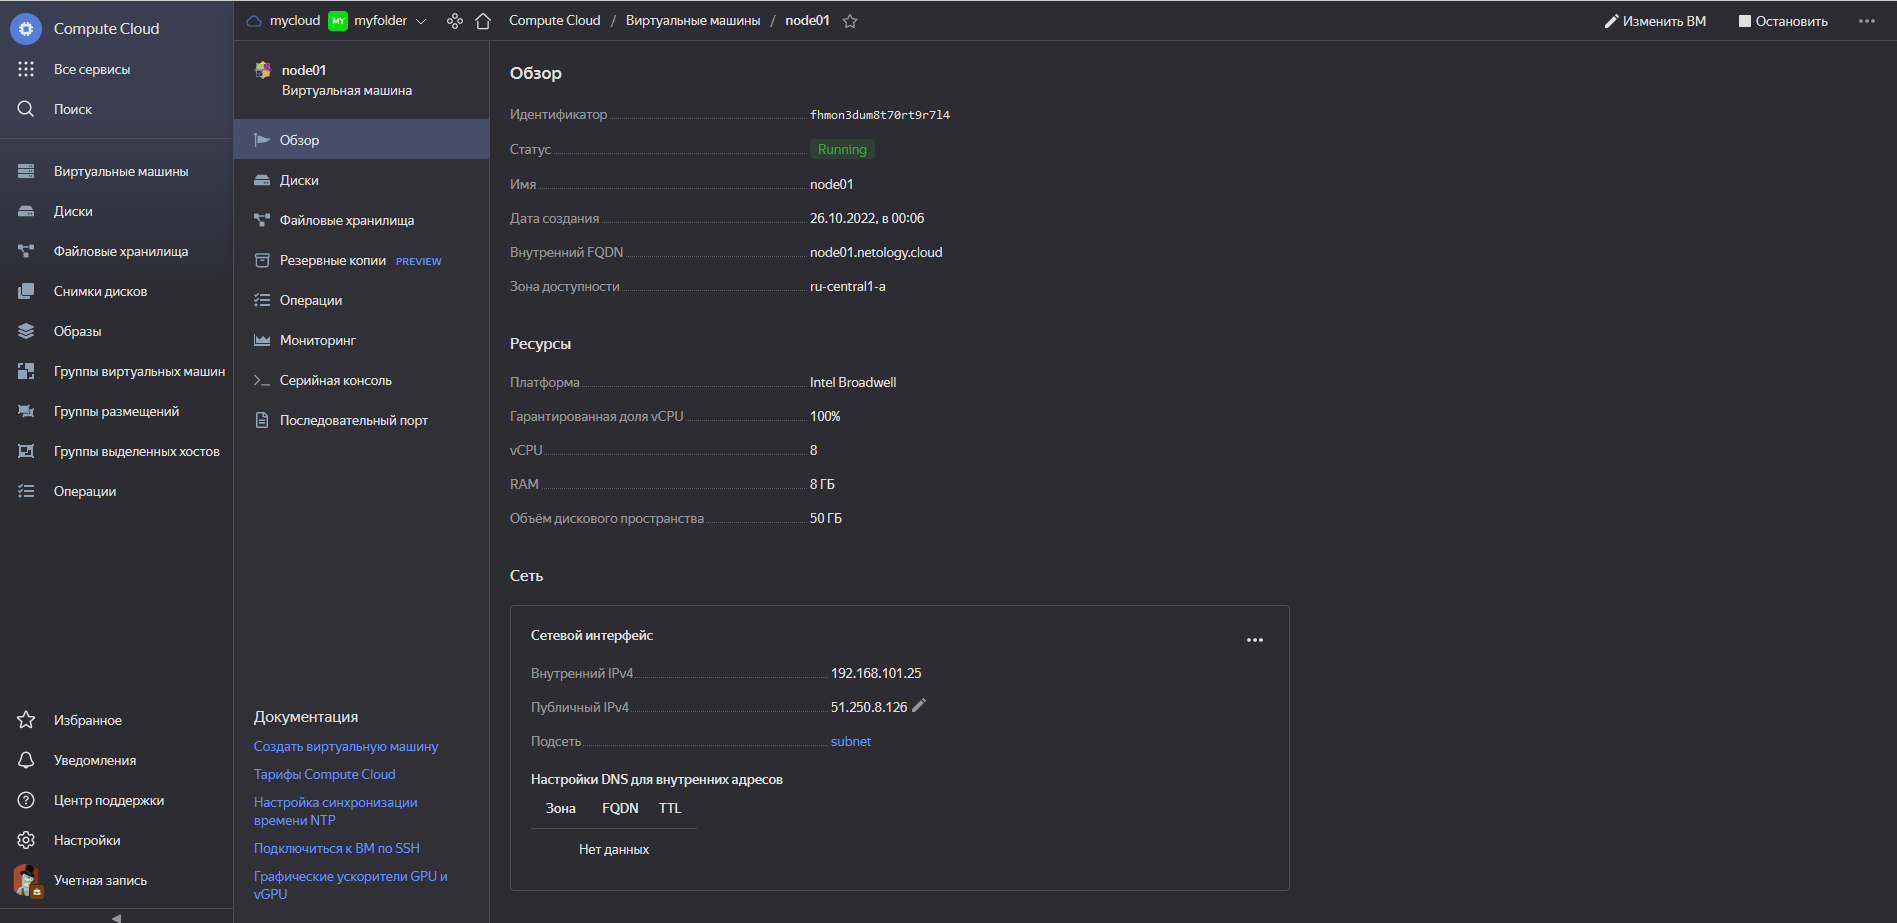 Compute Cloud
Все сервисы
Поиск
Виртуальные машины
Диски
Файловые хранилища
Снимки дисков
Образы
Группы виртуальных машин
Группы размещений
Группы выделенных хостов
Операции
Избранное
Уведомления
Центр поддержки
Настройки
Учетная запись
mycloud MY myfolder
Compute Cloud / Виртуальные машины / node01
Изменить ВМ
Остановить
node01
Виртуальная машина
Обзор
Диски
Файловые хранилища
Резервные копии PREVIEW
Операции
Мониторинг
Серийная консоль
Последовательный порт
Документация
Создать виртуальную машину
Тарифы Compute Cloud
Настройка синхронизации
времени NTP
Подключиться к ВМ по SSH
Графические ускорители GPU и
vGPU
Обзор
Идентификатор fhmon3dum8t70rt9r7l4
Статус Running
Имя node01
Дата создания 26.10.2022, в 00:06
Внутренний FQDN node01.netology.cloud
Зона доступности ru-central1-a
Ресурсы
Платформа Intel Broadwell
Гарантированная доля vCPU 100%
vCPU 8
RAM 8 ГБ
Объём дискового пространства 50 ГБ
Сеть
Сетевой интерфейс
Внутренний IPv4 192.168.101.25
Публичный IPv4 51.250.8.126
Подсеть subnet
Настройки DNS для внутренних адресов
Зона FQDN TTL
Нет данных